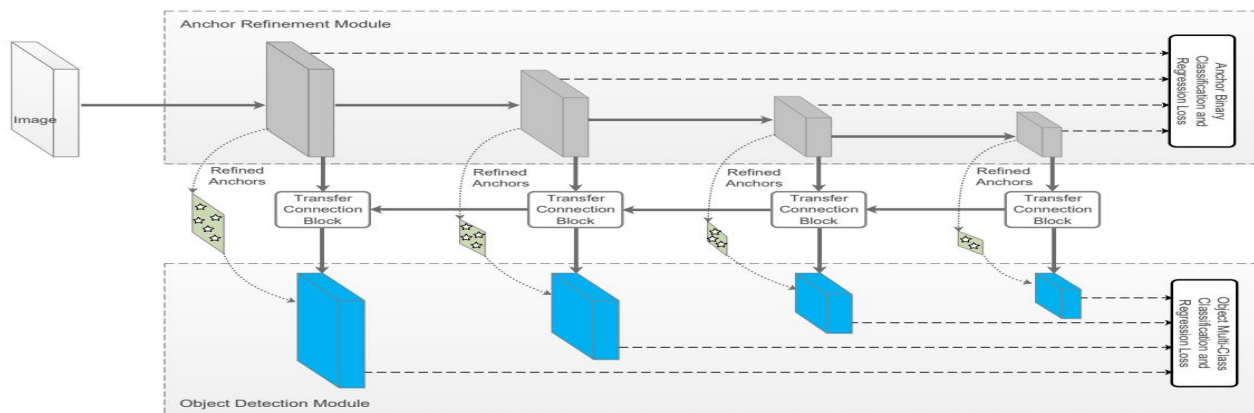 Anchor Refinement Module
Image
Anchor Binary
Classification and
Regression Loss
Refined
Anchors
Refined
Anchors
Refined
Anchors
Refined
Anchors
Transfer
Connection
Block
Transfer
Connection
Block
Transfer
Connection
Block
Transfer
Connection
Block
Object Multi-Class
Classification and
Regression Loss
Object Detection Module